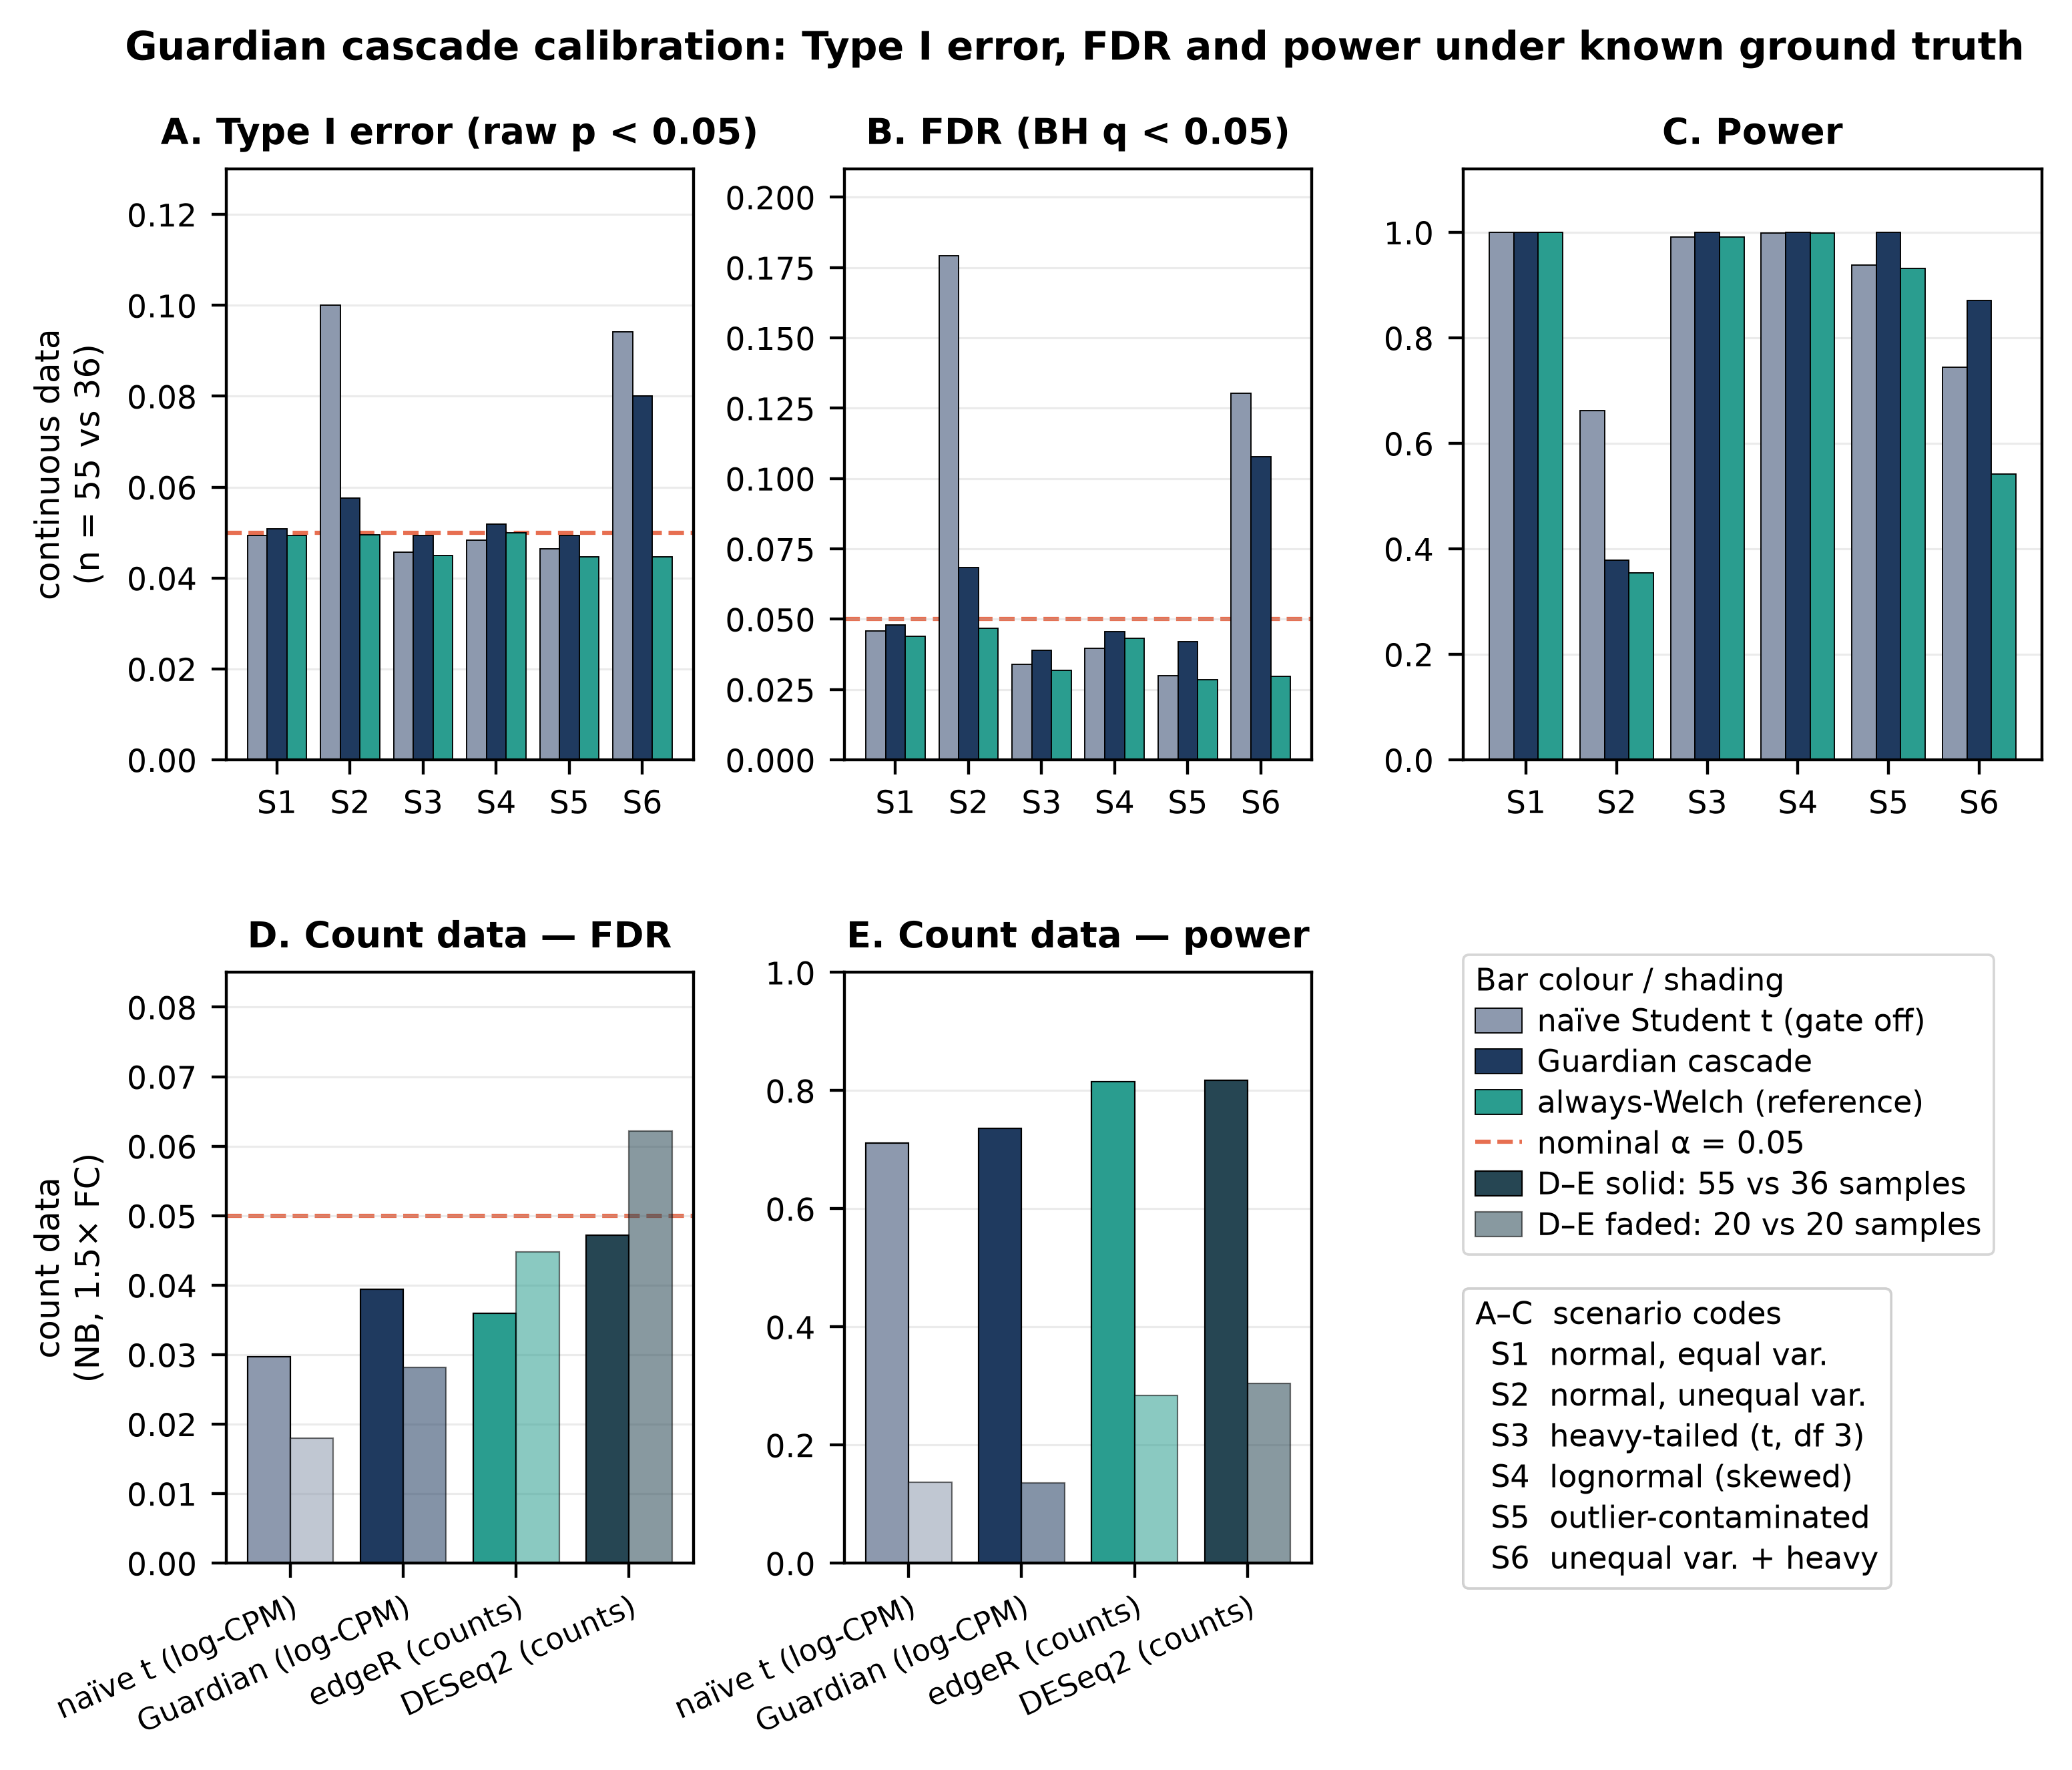 Guardian cascade calibration: Type I error, FDR and power under known ground truth
A. Type I error (raw p < 0.05)
continuous data
(n = 55 vs 36)
0.12
0.10
0.08
0.06
0.04
0.02
0.00
S1 S2 S3 S4 S5 S6
B. FDR (BH q < 0.05)
0.200
0.175
0.150
0.125
0.100
0.075
0.050
0.025
0.000
S1 S2 S3 S4 S5 S6
C. Power
1.0
0.8
0.6
0.4
0.2
0.0
S1 S2 S3 S4 S5 S6
D. Count data — FDR
count data
(NB, 1.5× FC)
0.08
0.07
0.06
0.05
0.04
0.03
0.02
0.01
0.00
naïve t (log-CPM)
Guardian (log-CPM)
edgeR (counts)
DESeq2 (counts)
E. Count data — power
1.0
0.8
0.6
0.4
0.2
0.0
naïve t (log-CPM)
Guardian (log-CPM)
edgeR (counts)
DESeq2 (counts)
Bar colour / shading
naïve Student t (gate off)
Guardian cascade
always-Welch (reference)
nominal α = 0.05
D–E solid: 55 vs 36 samples
D–E faded: 20 vs 20 samples
A–C scenario codes
S1 normal, equal var.
S2 normal, unequal var.
S3 heavy-tailed (t, df 3)
S4 lognormal (skewed)
S5 outlier-contaminated
S6 unequal var. + heavy